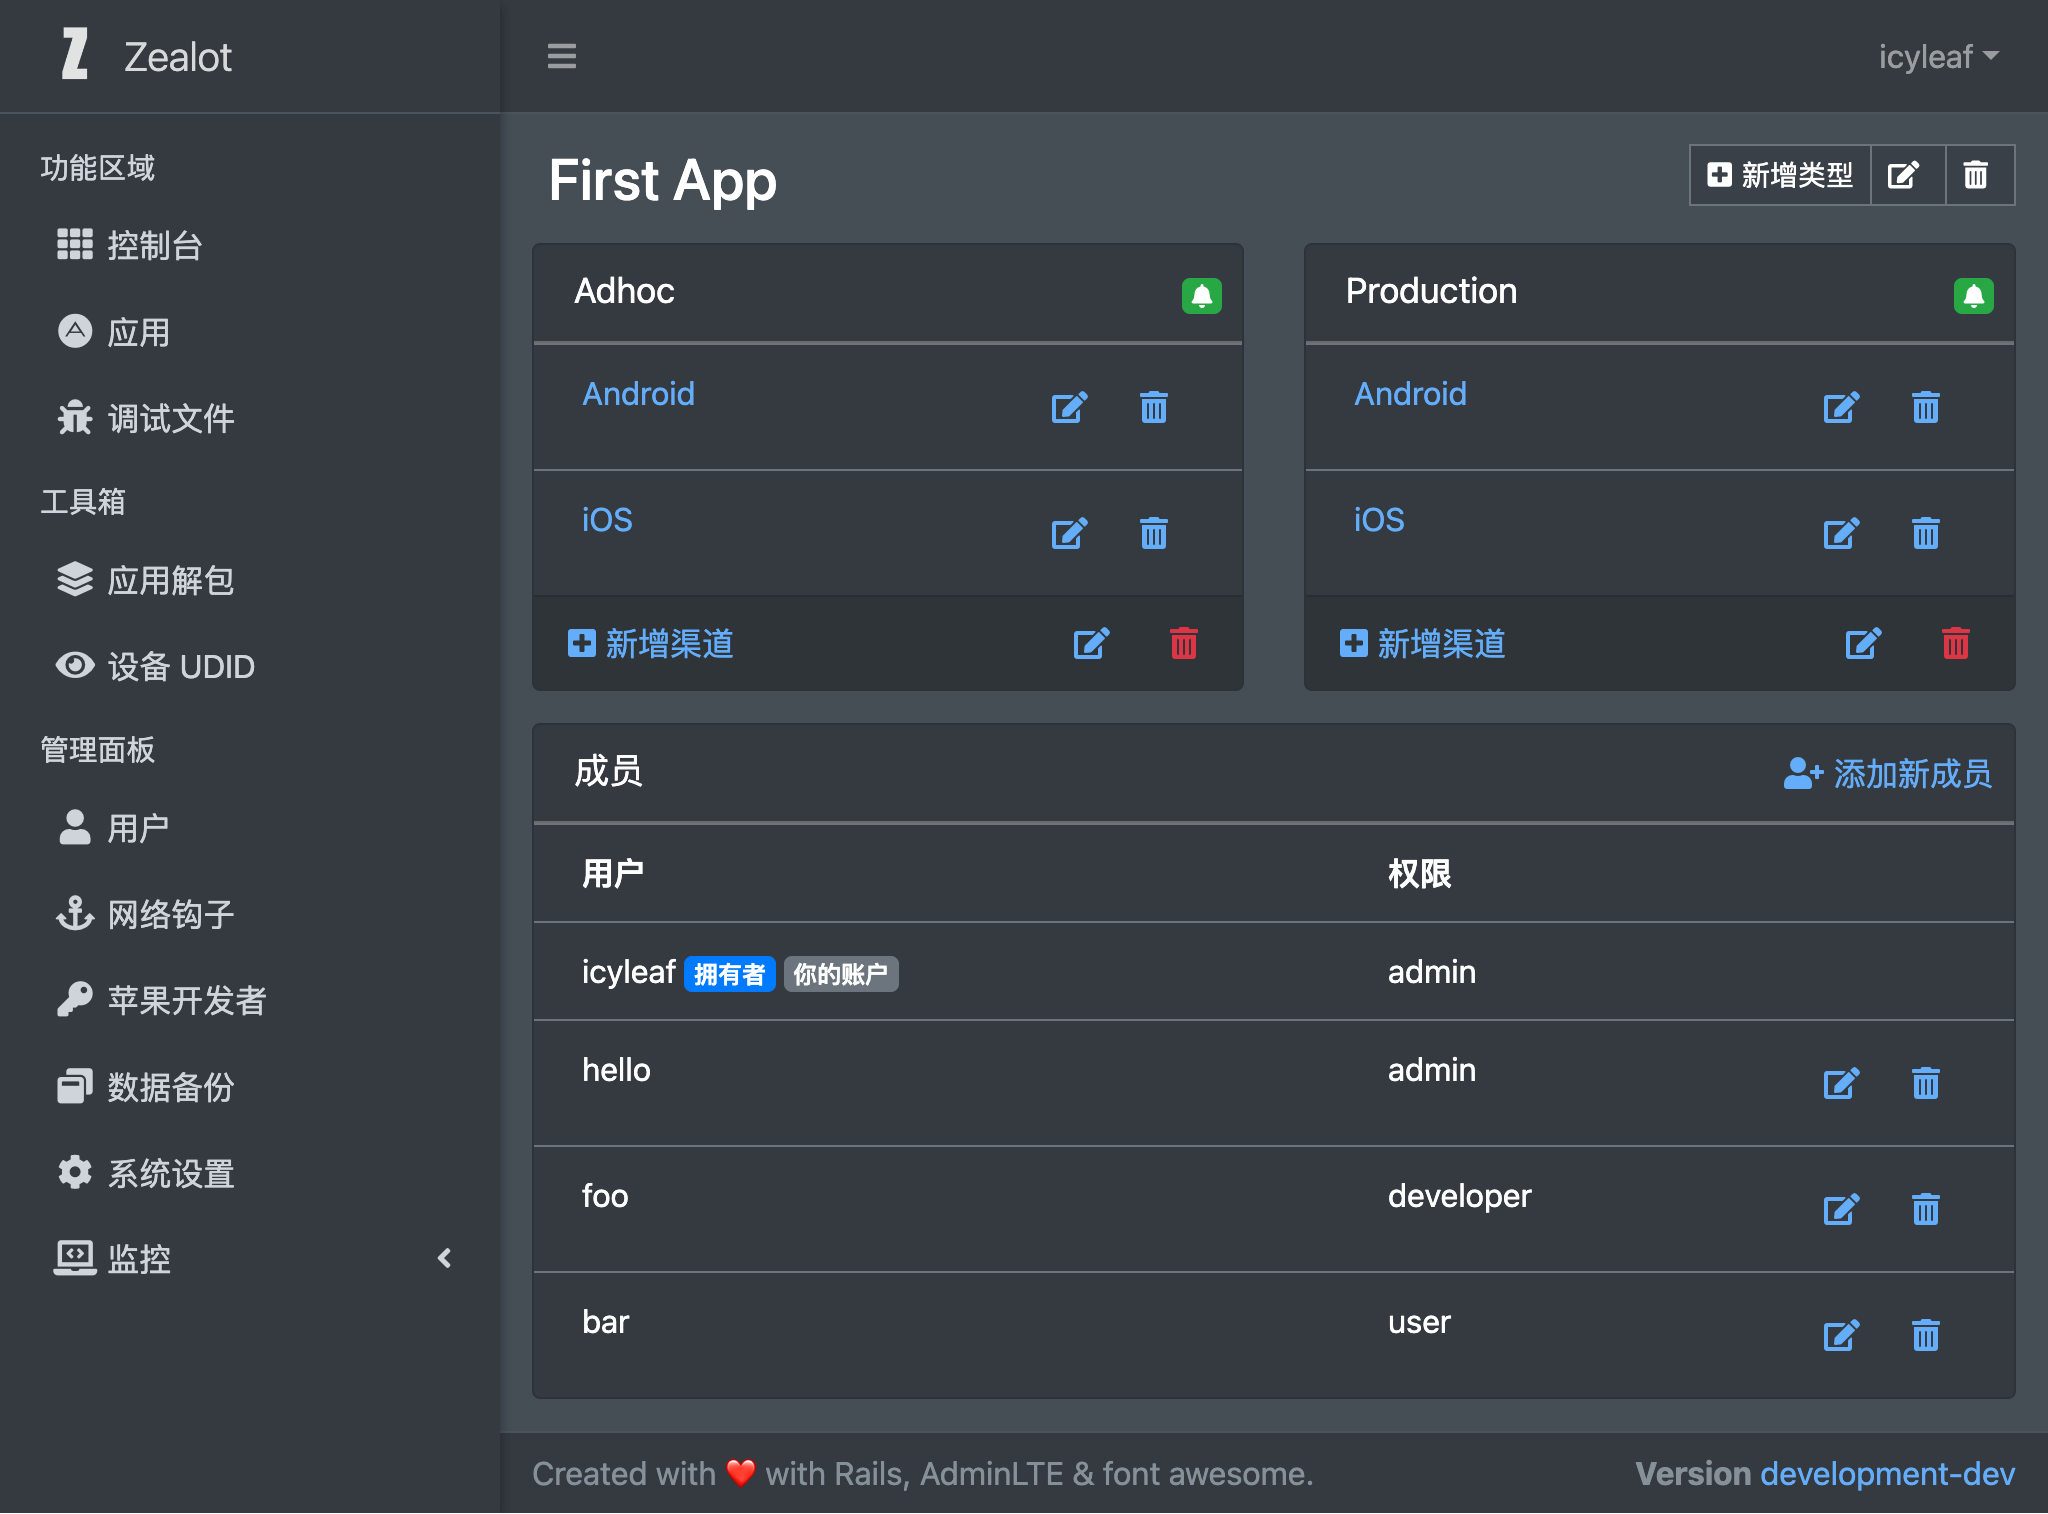 Zealot
icyleaf
功能区域
控制台
应用
调试文件
工具箱
应用解包
设备 UDID
管理面板
用户
网络钩子
苹果开发者
数据备份
系统设置
监控
First App
新增类型
Adhoc
Android
iOS
新增渠道
Production
Android
iOS
新增渠道
成员
添加新成员
用户 权限
icyleaf 拥有者 你的账户 admin
hello admin
foo developer
bar user
Created with ❤️ with Rails, AdminLTE & font awesome.
Version development-dev